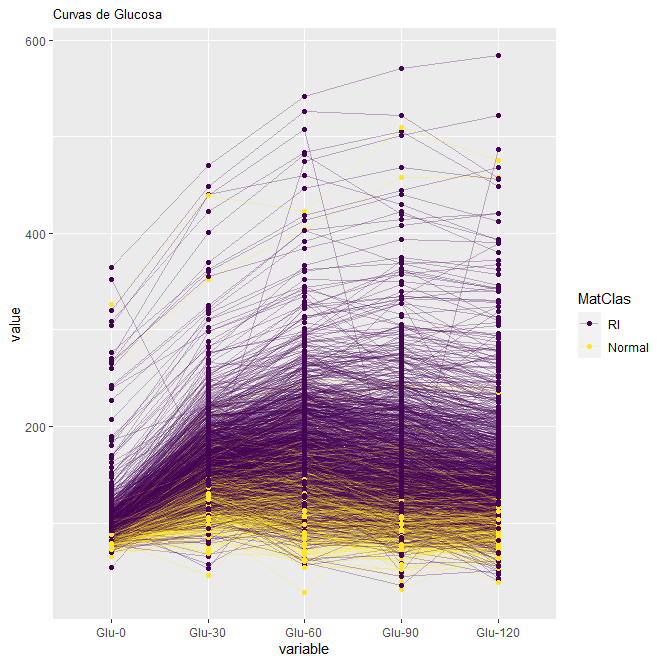 Curvas de Glucosa
600
400
200
value
Glu-0 Glu-30 Glu-60 Glu-90 Glu-120
variable
MatClas
RI
Normal